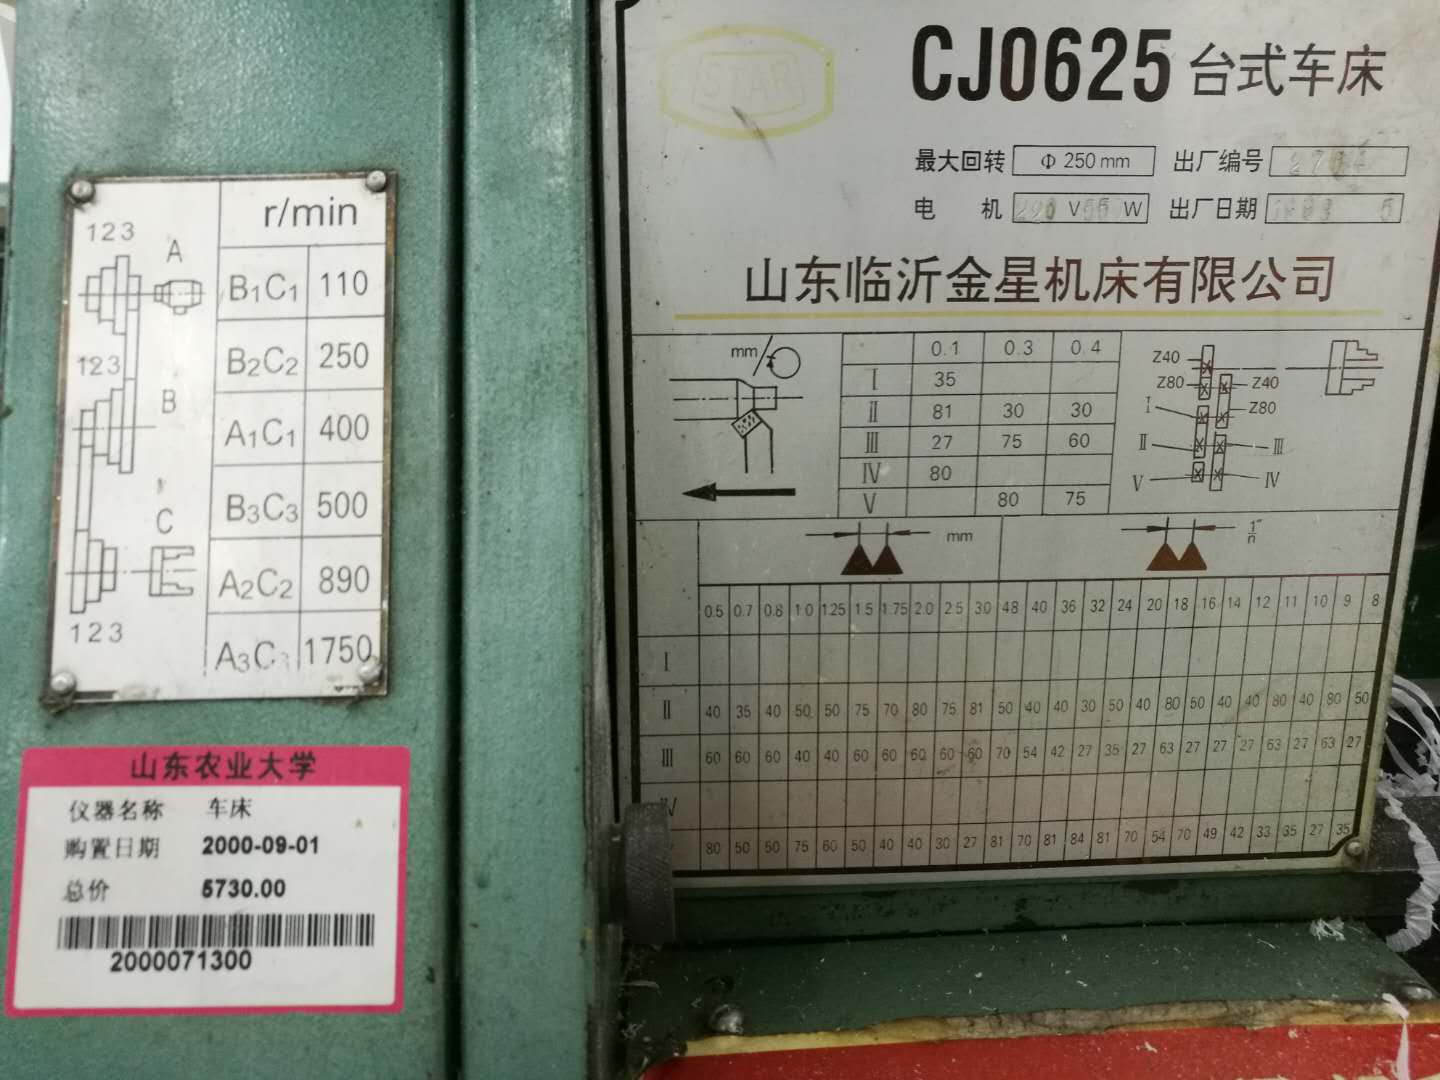 r/min
1 2 3
A
B₁C₁ 110
B₂C₂ 250
1 2 3
B
A₁C₁ 400
B₃C₃ 500
C
A₂C₂ 890
1 2 3
A₃C₃ 1750
山东农业大学
仪器名称 车床
购置日期 2000-09-01
总价 5730.00
2000071300
STAR
CJ0625 台式车床
最大回转 Φ 250 mm 出厂编号
电 机 V W 出厂日期
山东临沂金星机床有限公司
mm/
0.1 0.3 0.4
Ⅰ 35
Ⅱ 81 30 30
Ⅲ 27 75 60
Ⅳ 80
Ⅴ 80 75
Z40
Z80 Z40
Ⅰ Z80
Ⅱ Ⅲ
Ⅴ Ⅳ
mm 1"/n
0.5 0.7 0.8 1.0 1.25 1.5 1.75 2.0 2.5 3.0 48 40 36 32 24 20 18 16 14 12 11 10 9 8
Ⅰ
Ⅱ 40 35 40 50 50 75 70 80 75 81 50 40 40 30 50 40 80 50 40 40 80 40 80 50
Ⅲ 60 60 60 40 40 60 60 60 60 60 70 54 42 27 35 27 63 27 27 27 63 27 63 27
Ⅳ
80 50 50 75 60 50 40 40 30 27 81 70 81 84 81 70 54 70 49 42 33 35 27 35